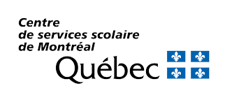 Centre
de services scolaire
de Montréal
Québec